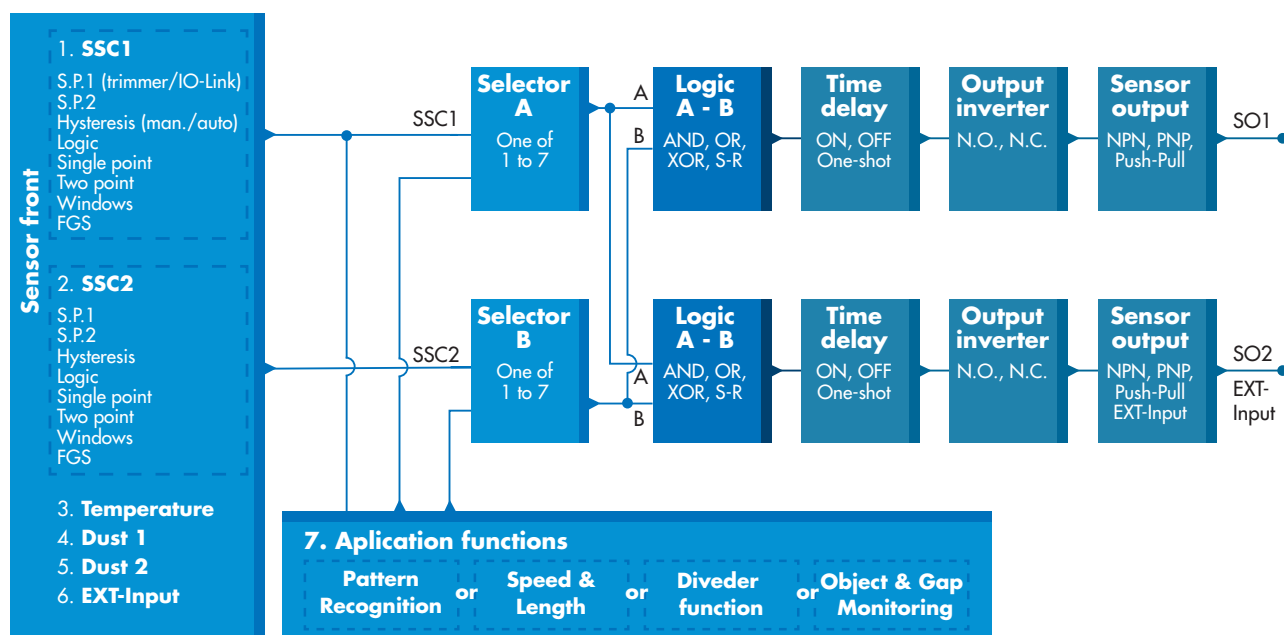 Sensor front
1. SSC1
S.P.1 (trimmer/IO-Link)
S.P.2
Hysteresis (man./auto)
Logic
Single point
Two point
Windows
FGS
2. SSC2
S.P.1
S.P.2
Hysteresis
Logic
Single point
Two point
Windows
FGS
3. Temperature
4. Dust 1
5. Dust 2
6. EXT-Input
SSC1
Selector
A
One of
1 to 7
A
B
Logic
A - B
AND, OR,
XOR, S-R
Time
delay
ON, OFF
One-shot
Output
inverter
N.O., N.C.
Sensor
output
NPN, PNP,
Push-Pull
SO1
SSC2
Selector
B
One of
1 to 7
A
B
Logic
A - B
AND, OR,
XOR, S-R
Time
delay
ON, OFF
One-shot
Output
inverter
N.O., N.C.
Sensor
output
NPN, PNP,
Push-Pull
EXT-Input
SO2
EXT-
Input
7. Aplication functions
Pattern
Recognition
or
Speed &
Length
or
Diveder
function
or
Object & Gap
Monitoring